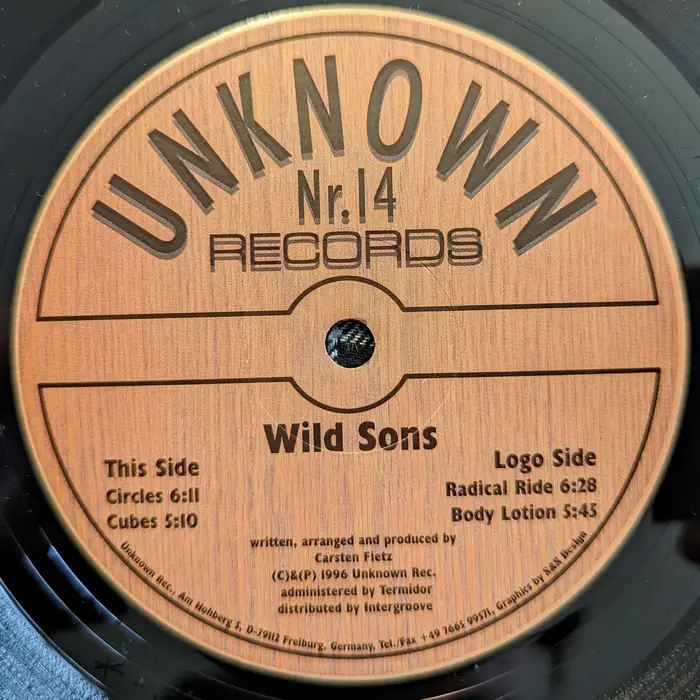 UNKNOWN
Nr.14
RECORDS
Wild Sons
This Side
Circles 6:11
Cubes 5:10
Logo Side
Radical Ride 6:28
Body Lotion 5:45
written, arranged and produced by
Carsten Fietz
(C)&(P) 1996 Unknown Rec.
administered by Termidor
distributed by Intergroove
Unknown Rec., Am Hohberg 5, D-79112 Freiburg, Germany, Tel./Fax +49 7665 99571, Graphics by S&S Design